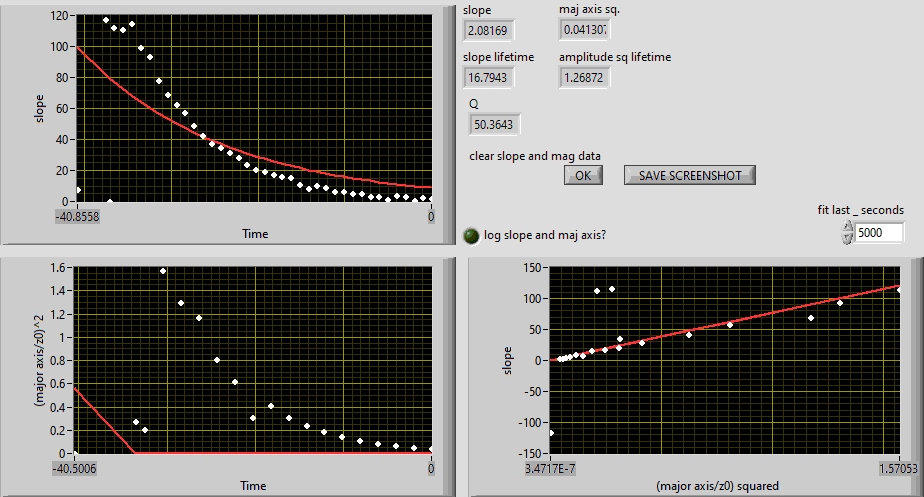 120
100
80
60
40
20
0
slope
-40.8558
0
Time
slope
2.08169
maj axis sq.
0.041307
slope lifetime
16.7943
amplitude sq lifetime
1.26872
Q
50.3643
clear slope and mag data
OK
SAVE SCREENSHOT
fit last _ seconds
5000
log slope and maj axis?
1.6
1.4
1.2
1
0.8
0.6
0.4
0.2
0
(major axis/z0)^2
-40.5006
0
Time
150
100
50
0
-50
-100
-150
slope
3.4717E-7
1.57053
(major axis/z0) squared